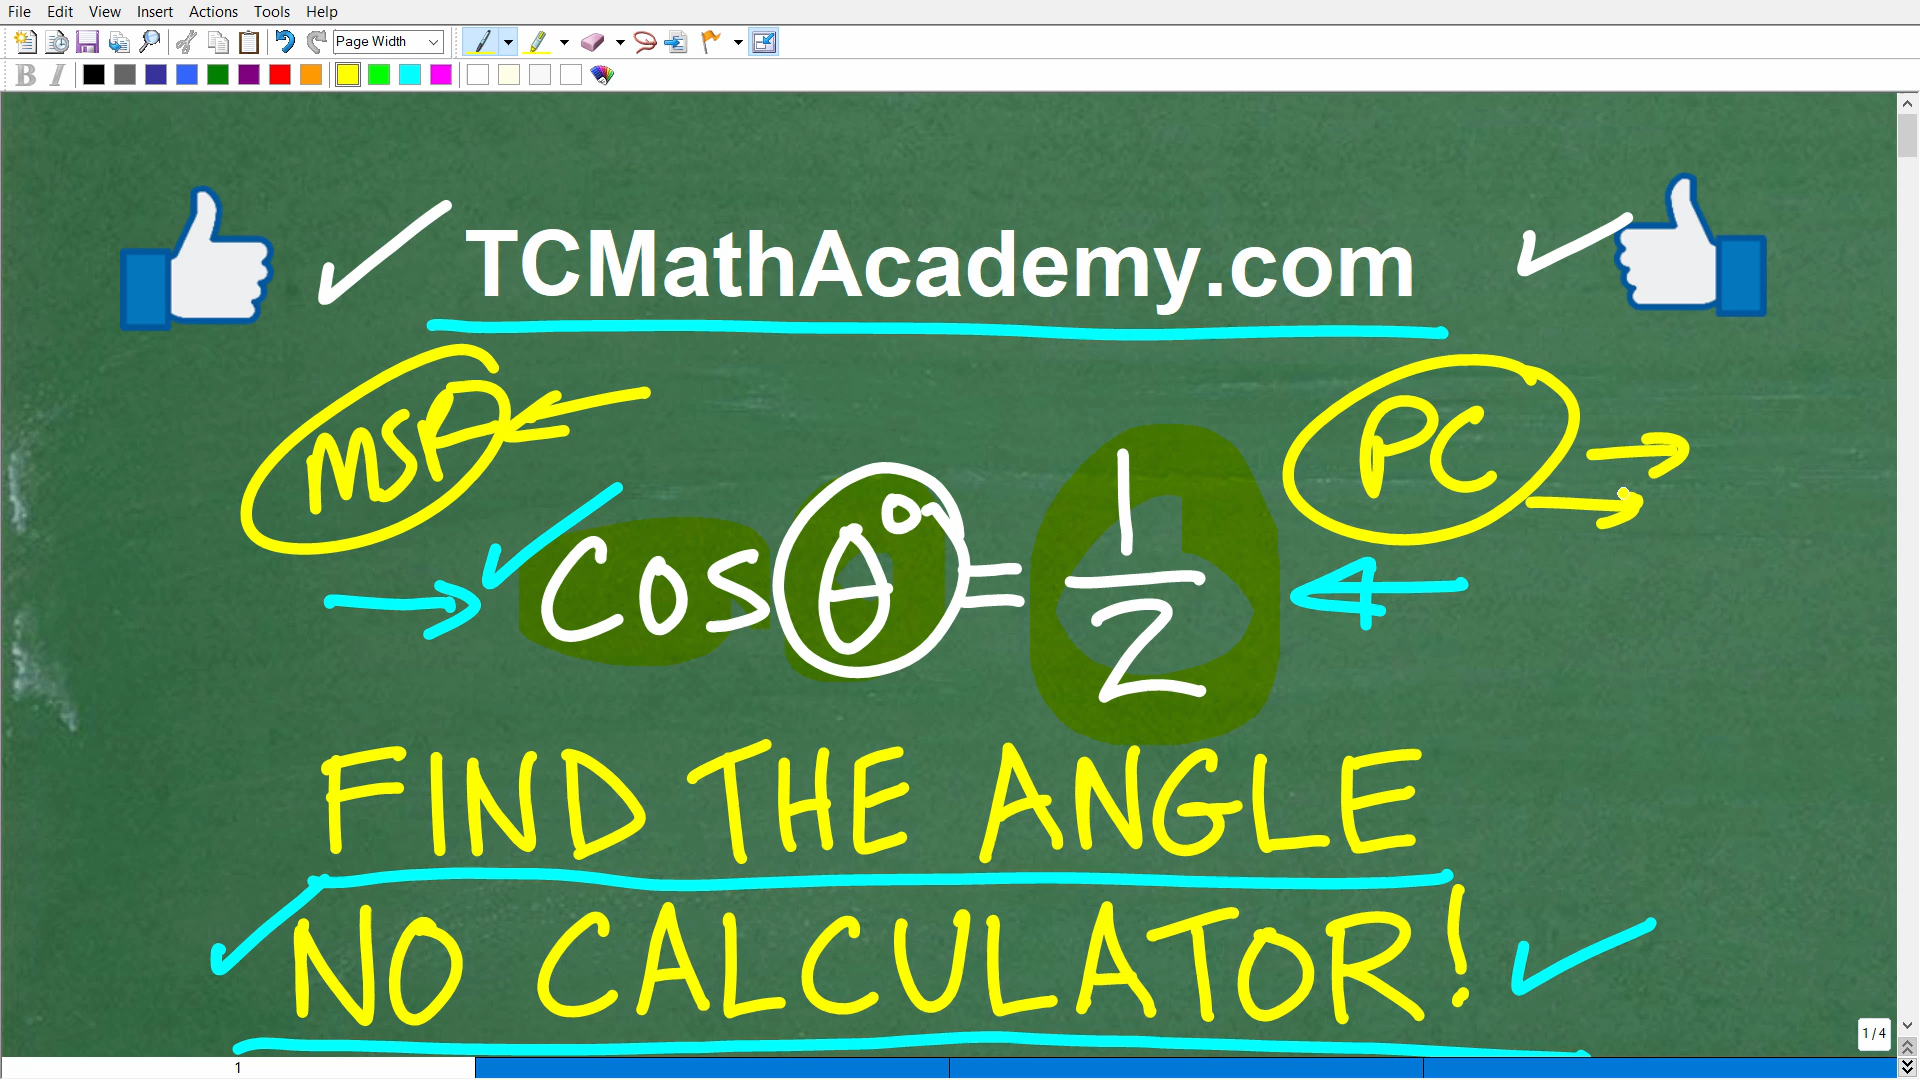 File Edit View Insert Actions Tools Help
Page Width
B I
TCMathAcademy.com
MSR PC
Cos θ° = 1/2
FIND THE ANGLE
NO CALCULATOR!
1 / 4
1